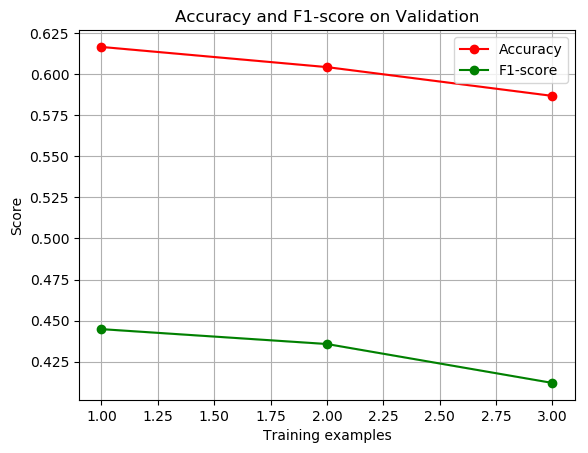 Accuracy and F1-score on Validation
0.625
0.600
0.575
0.550
0.525
0.500
0.475
0.450
0.425
Score
Accuracy
F1-score
1.00 1.25 1.50 1.75 2.00 2.25 2.50 2.75 3.00
Training examples